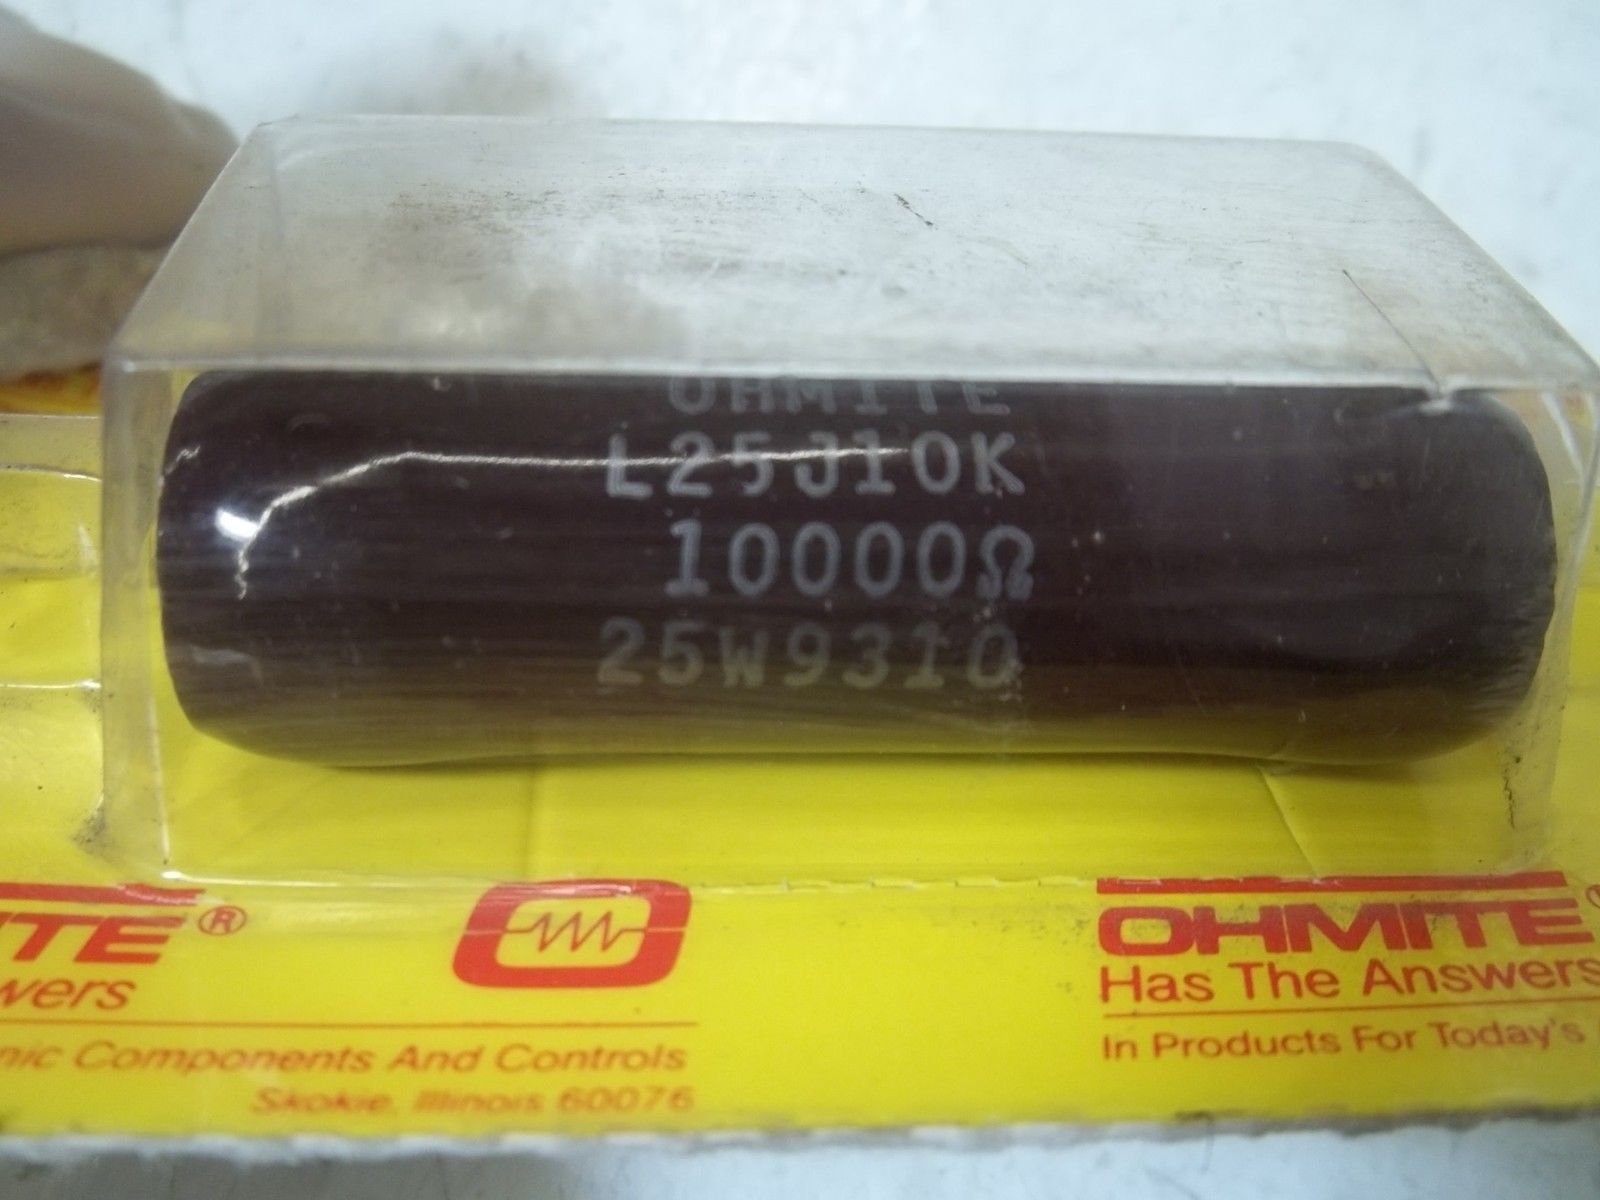 OHMITE
L25J10K
10000Ω
25W9310
ITE®
OHMITE
wers
Has The Answers
nic Components And Controls
In Products For Today's
Skokie, Illinois 60076